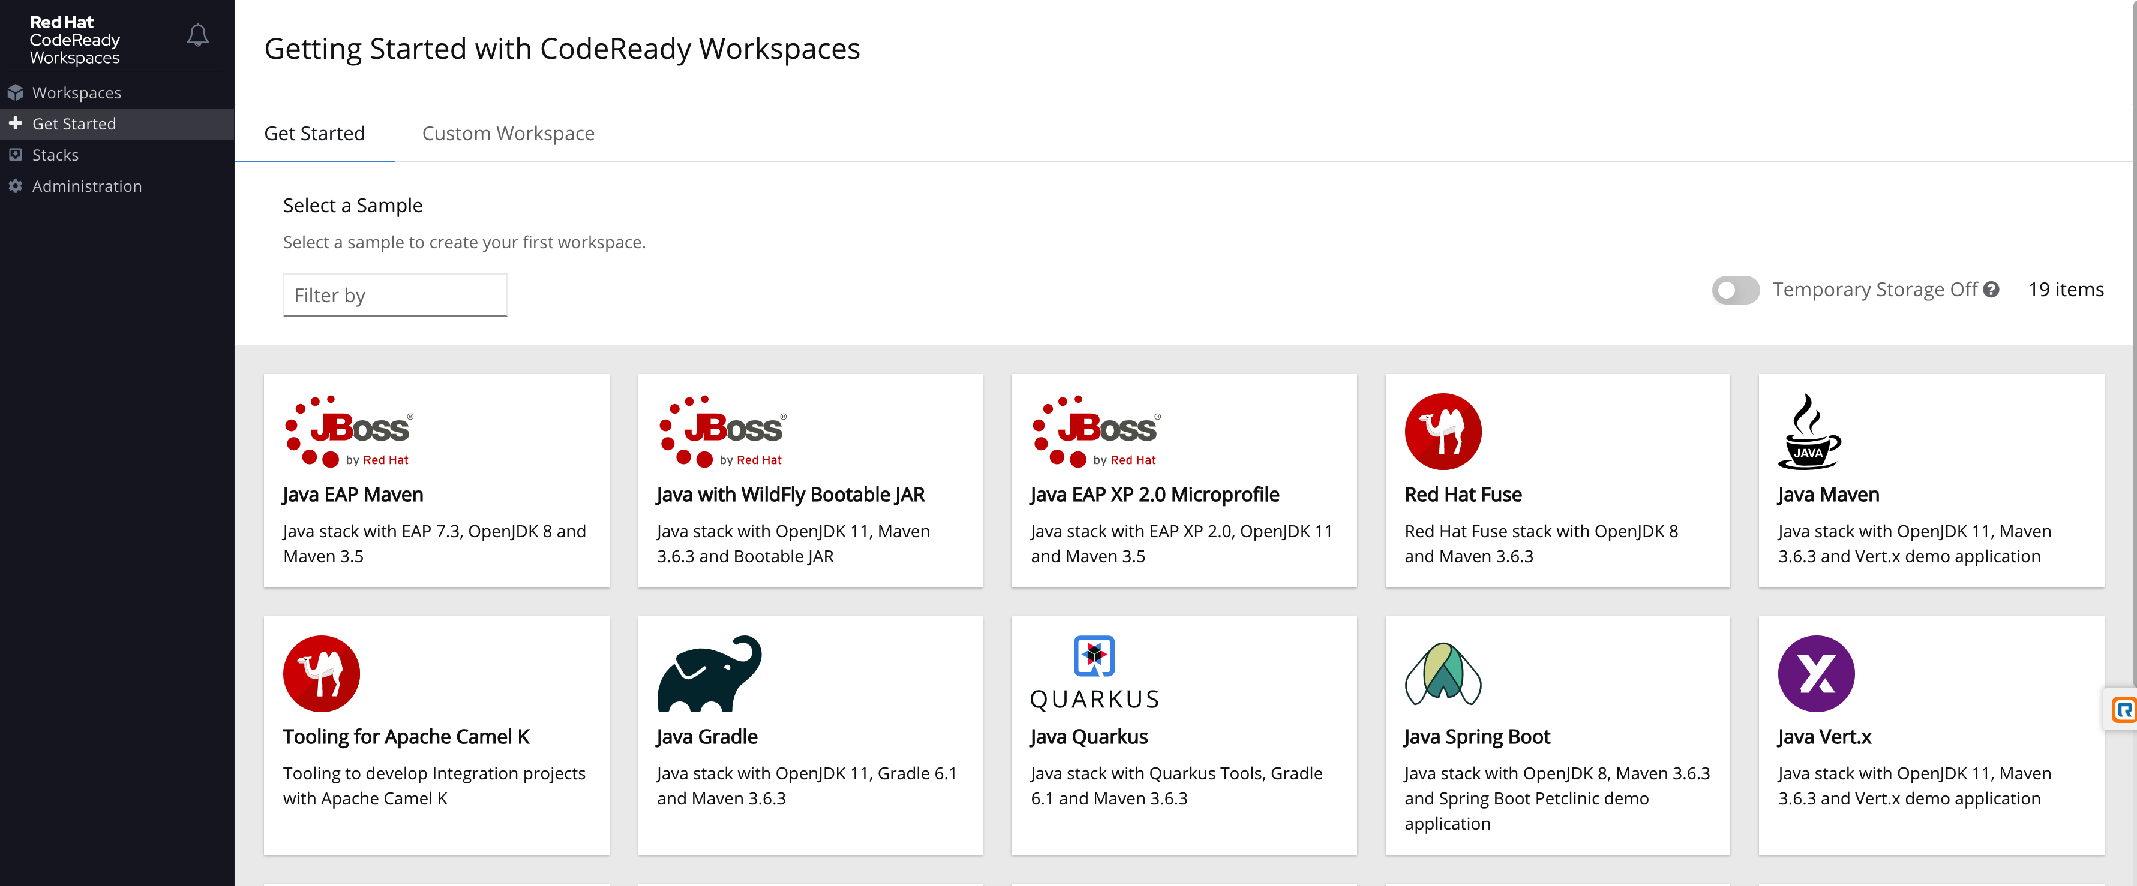 Red Hat
CodeReady
Workspaces
Workspaces
Get Started
Stacks
Administration
Getting Started with CodeReady Workspaces
Get Started
Custom Workspace
Select a Sample
Select a sample to create your first workspace.
Filter by
Temporary Storage Off
19 items
JBoss®
by Red Hat
Java EAP Maven
Java stack with EAP 7.3, OpenJDK 8 and
Maven 3.5
JBoss®
by Red Hat
Java with WildFly Bootable JAR
Java stack with OpenJDK 11, Maven
3.6.3 and Bootable JAR
JBoss®
by Red Hat
Java EAP XP 2.0 Microprofile
Java stack with EAP XP 2.0, OpenJDK 11
and Maven 3.5
Red Hat Fuse
Red Hat Fuse stack with OpenJDK 8
and Maven 3.6.3
JAVA
Java Maven
Java stack with OpenJDK 11, Maven
3.6.3 and Vert.x demo application
Tooling for Apache Camel K
Tooling to develop Integration projects
with Apache Camel K
Java Gradle
Java stack with OpenJDK 11, Gradle 6.1
and Maven 3.6.3
QUARKUS
Java Quarkus
Java stack with Quarkus Tools, Gradle
6.1 and Maven 3.6.3
Java Spring Boot
Java stack with OpenJDK 8, Maven 3.6.3
and Spring Boot Petclinic demo
application
Java Vert.x
Java stack with OpenJDK 11, Maven
3.6.3 and Vert.x demo application